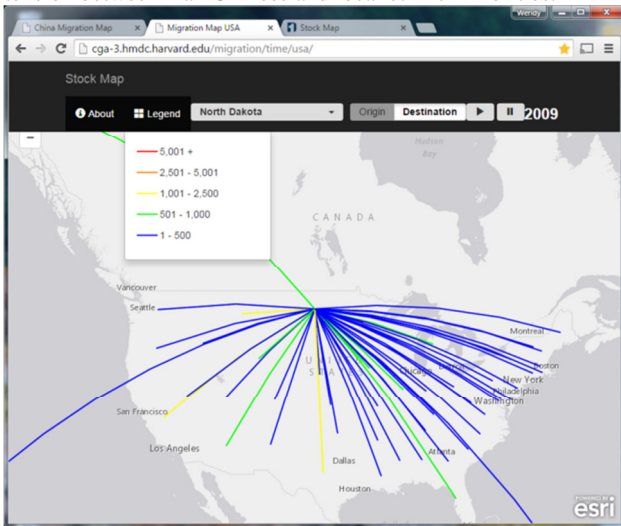 Wendy
China Migration Map
Migration Map USA
Stock Map
cga-3.hmdc.harvard.edu/migration/time/usa/
Stock Map
About
Legend
North Dakota
Origin
Destination
2009
5,001 +
2,501 - 5,001
1,001 - 2,500
501 - 1,000
1 - 500
Hudson
Bay
CANADA
Vancouver
Seattle
Montreal
Chicago
Detroit
Boston
New York
Philadelphia
Washington
San Francisco
Los Angeles
Atlanta
Dallas
Houston
POWERED BY
esri